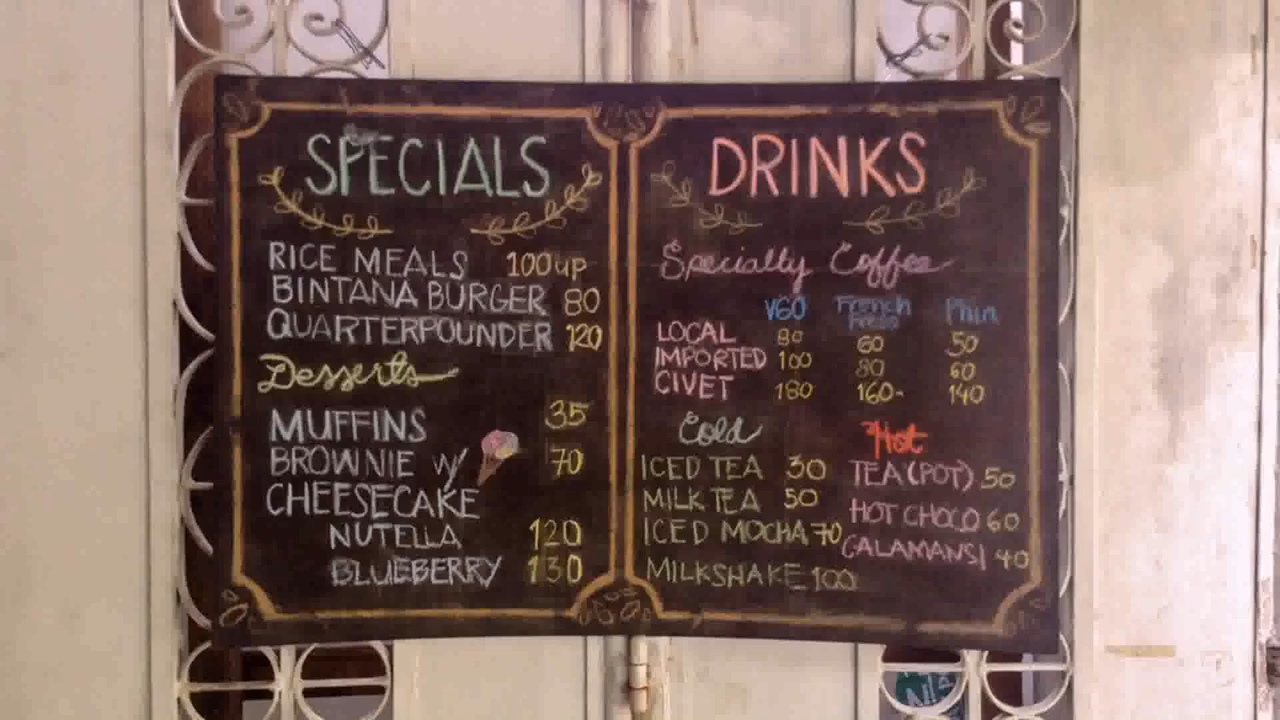 SPECIALS
RICE MEALS 100up
BINTANA BURGER 80
QUARTERPOUNDER 120
Desserts
MUFFINS 35
BROWNIE W/ 70
CHEESECAKE
NUTELLA 120
BLUEBERRY 130
DRINKS
Specialty Coffee
V60 French Press Phin
LOCAL 80 60 50
IMPORTED 100 80 60
CIVET 180 160- 140
Cold
ICED TEA 30
MILK TEA 50
ICED MOCHA 70
MILKSHAKE 100
Hot
TEA (POT) 50
HOT CHOCO 60
CALAMANSI 40